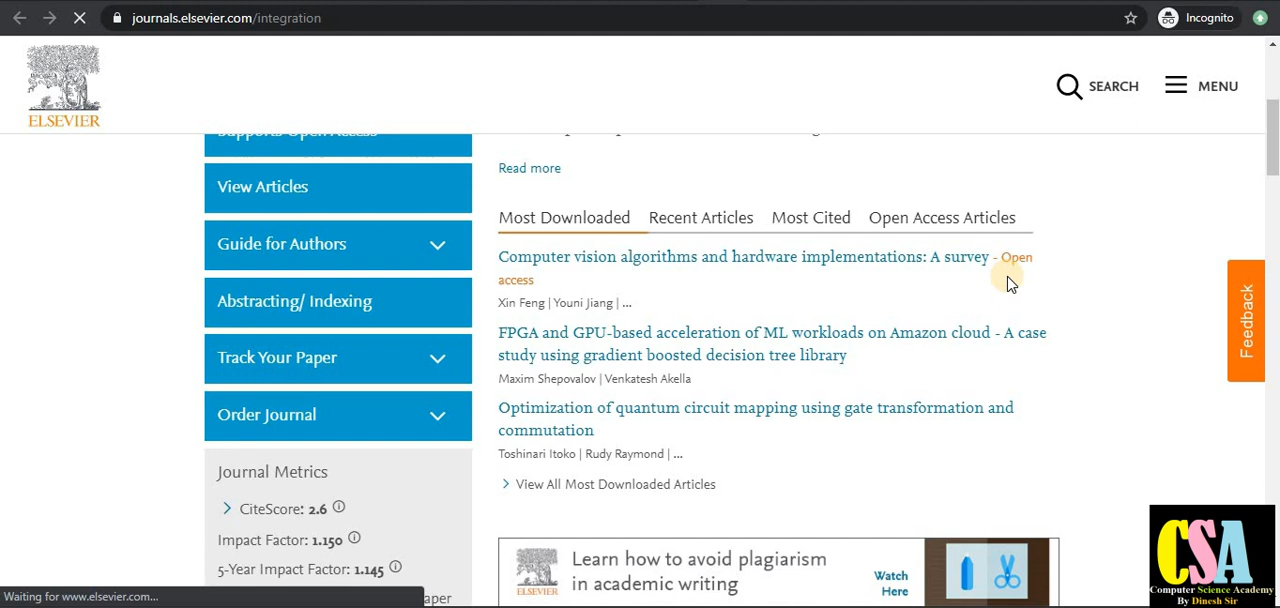 journals.elsevier.com/integration
Incognito
ELSEVIER
SEARCH
MENU
Supports Open Access
View Articles
Guide for Authors
Abstracting/ Indexing
Track Your Paper
Order Journal
Journal Metrics
CiteScore: 2.6
Impact Factor: 1.150
5-Year Impact Factor: 1.145
Paper
Read more
Most Downloaded Recent Articles Most Cited Open Access Articles
Computer vision algorithms and hardware implementations: A survey - Open
access
Xin Feng | Youni Jiang | ...
FPGA and GPU-based acceleration of ML workloads on Amazon cloud - A case
study using gradient boosted decision tree library
Maxim Shepovalov | Venkatesh Akella
Optimization of quantum circuit mapping using gate transformation and
commutation
Toshinari Itoko | Rudy Raymond | ...
View All Most Downloaded Articles
ELSEVIER
Learn how to avoid plagiarism
in academic writing
Watch
Here
Feedback
CSA
Computer Science Academy
By Dinesh Sir
Waiting for www.elsevier.com...